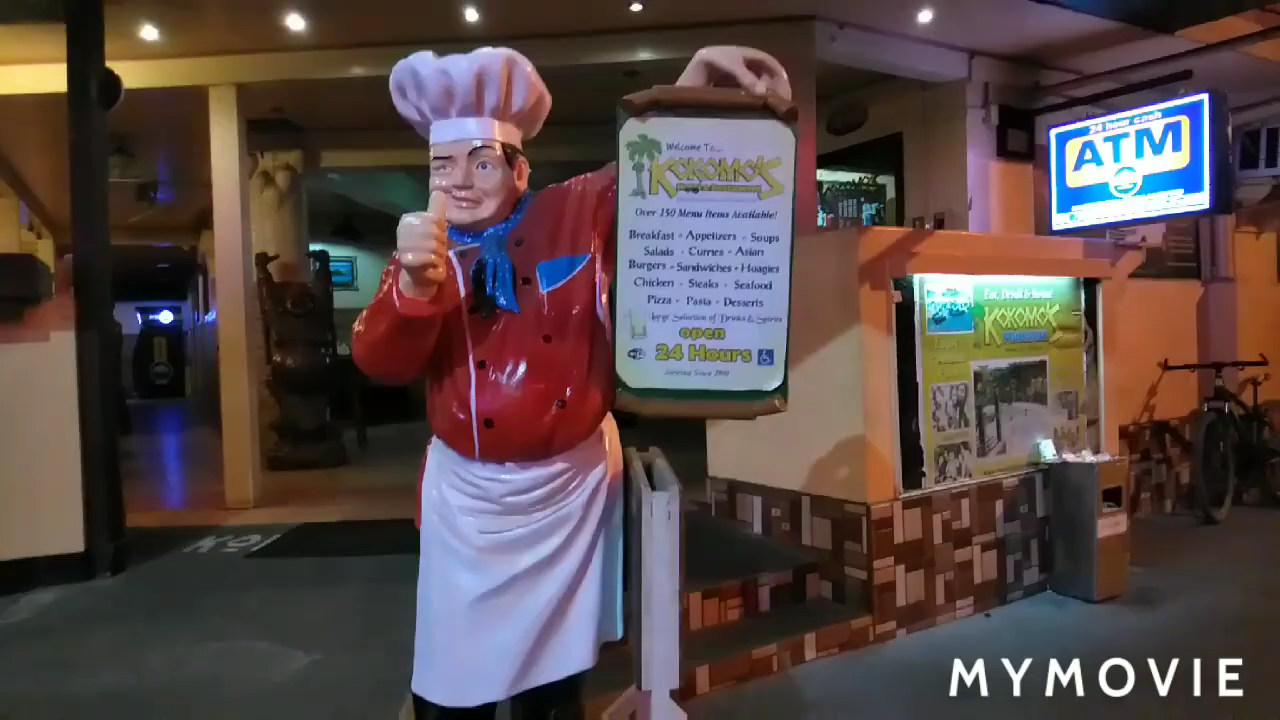 Welcome To...
KOKOMO'S
Over 150 Menu Items Available!
Breakfast - Appetizers - Soups
Salads - Curries - Asian
Burgers - Sandwiches - Hoagies
Chicken - Steaks - Seafood
Pizza - Pasta - Desserts
large Selection of Drinks & Spirits
open
24 Hours
24 hour cash
ATM
Eat, Drink &
KOKOMO'S
KO
MYMOVIE